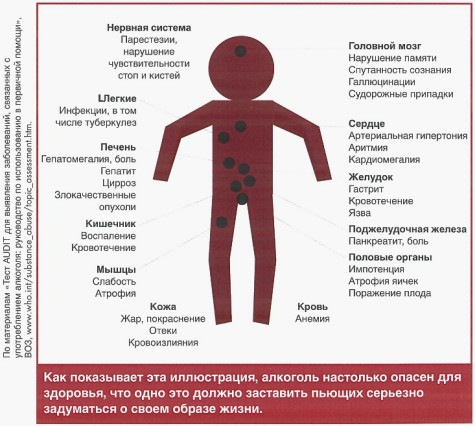 По материалам «Тест AUDIT для выявления заболеваний, связанных с
употреблением алкоголя: руководство по использованию в первичной помощи»,
ВОЗ, www.who.int/substance_abuse/topic_assessment.htm.
Нервная система
Парестезии,
нарушение
чувствительности
стоп и кистей
LЛегкие
Инфекции, в том
числе туберкулез
Печень
Гепатомегалия, боль
Гепатит
Цирроз
Злокачественные
опухоли
Кишечник
Воспаление
Кровотечение
Мышцы
Слабость
Атрофия
Кожа
Жар, покраснение
Отеки
Кровоизлияния
Головной мозг
Нарушение памяти
Спутанность сознания
Галлюцинации
Судорожные припадки
Сердце
Артериальная гипертония
Аритмия
Кардиомегалия
Желудок
Гастрит
Кровотечение
Язва
Поджелудочная железа
Панкреатит, боль
Половые органы
Импотенция
Атрофия яичек
Поражение плода
Кровь
Анемия
Как показывает эта иллюстрация, алкоголь настолько опасен для
здоровья, что одно это должно заставить пьющих серьезно
задуматься о своем образе жизни.